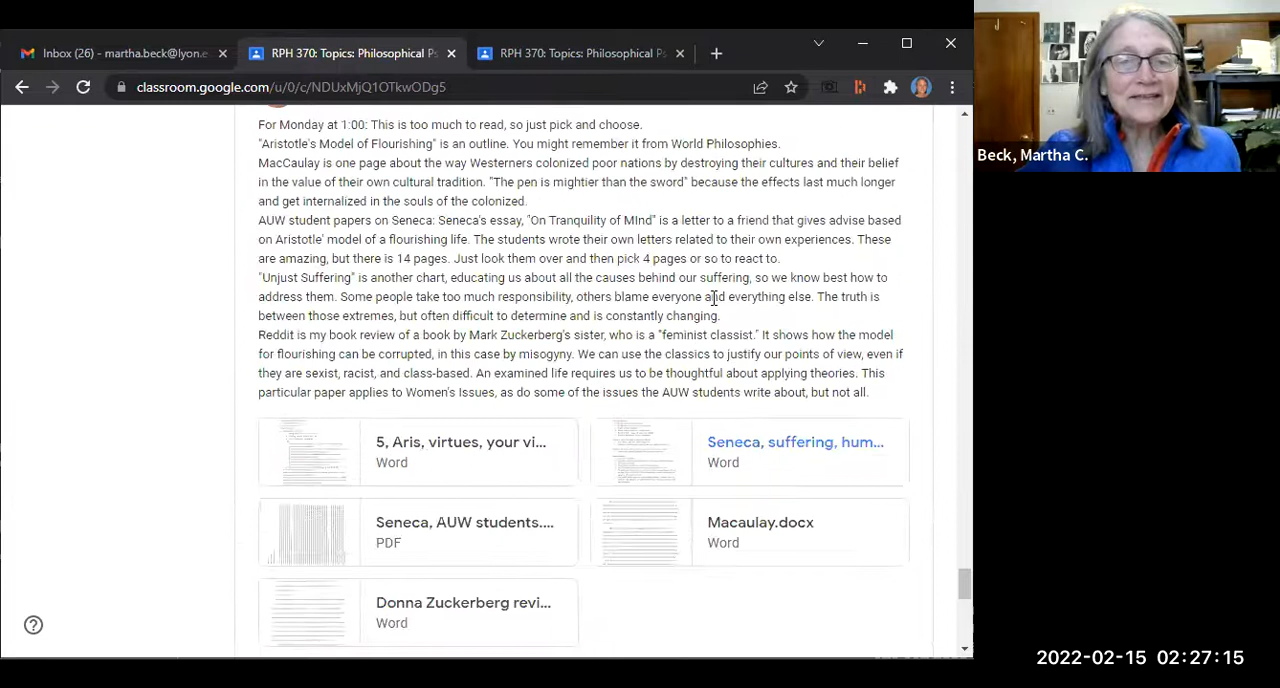 Inbox (26) - martha.beck@lyon.e
RPH 370: Topics: Philosophical Ps
RPH 370: Topics: Philosophical Ps
classroom.google.com
For Monday at 1:00: This is too much to read, so just pick and choose.
is an outline. You might remember it from World Philosophies.
MacCaulay's article is about the way Westerners colonized poor nations by destroying their cultures and their belief
in the value of their own cultural tradition. "The pen is mightier than the sword" because the effects last much longer
and get internalized in the souls of the colonized.
AUW student papers on Seneca: Seneca's essay, "On Tranquility of MInd" is a letter to a friend that gives advise based
on Aristotle' model of a flourishing life. The students wrote their own letters related to their own experiences. These
are amazing, but there is 14 pages. Just look them over and then pick 4 pages or so to react to.
"Unjust Suffering" is another chart, educating us about all the causes behind our suffering, so we know best how to
address them. Some people take too much responsibility, others blame everyone and everything else. The truth is
between those extremes, but often difficult to determine and is constantly changing.
Reddit is my book review of a book by Mark Zuckerberg's sister, who is a "feminist classist." It shows how the model
for flourishing can be corrupted, in this case by misogyny. We can use the classics to justify our points of view, even if
they are sexist, racist, and class-based. An examined life requires us to be thoughtful about applying theories. This
particular paper applies to Women's Issues, as do some of the issues the AUW students write about, but not all.
5, Aris, virtues, your vi...
Word
Seneca, suffering, hum...
Word
Seneca, AUW students....
PDF
Macaulay.docx
Word
Donna Zuckerberg revi...
Word
Beck, Martha C.
2022-02-15 02:27:15